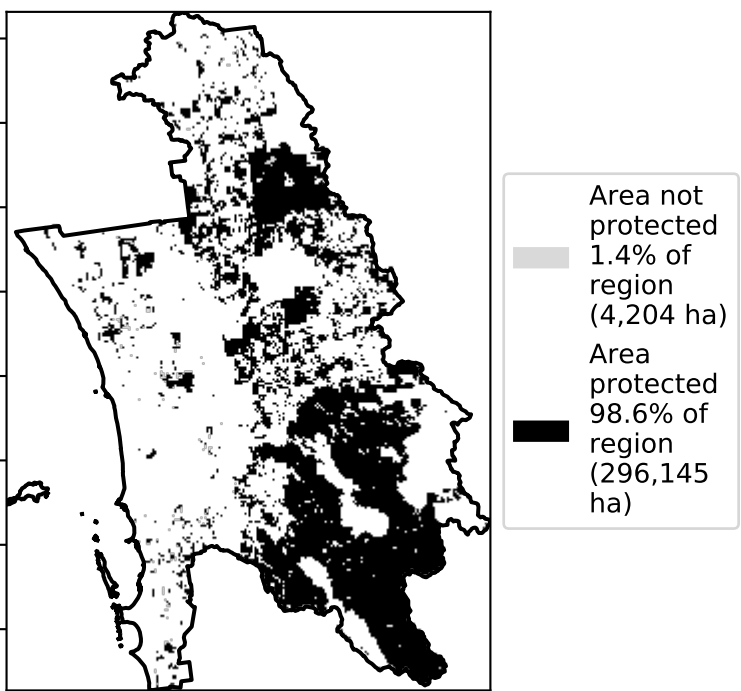 Area not
protected
1.4% of
region
(4,204 ha)
Area
protected
98.6% of
region
(296,145
ha)